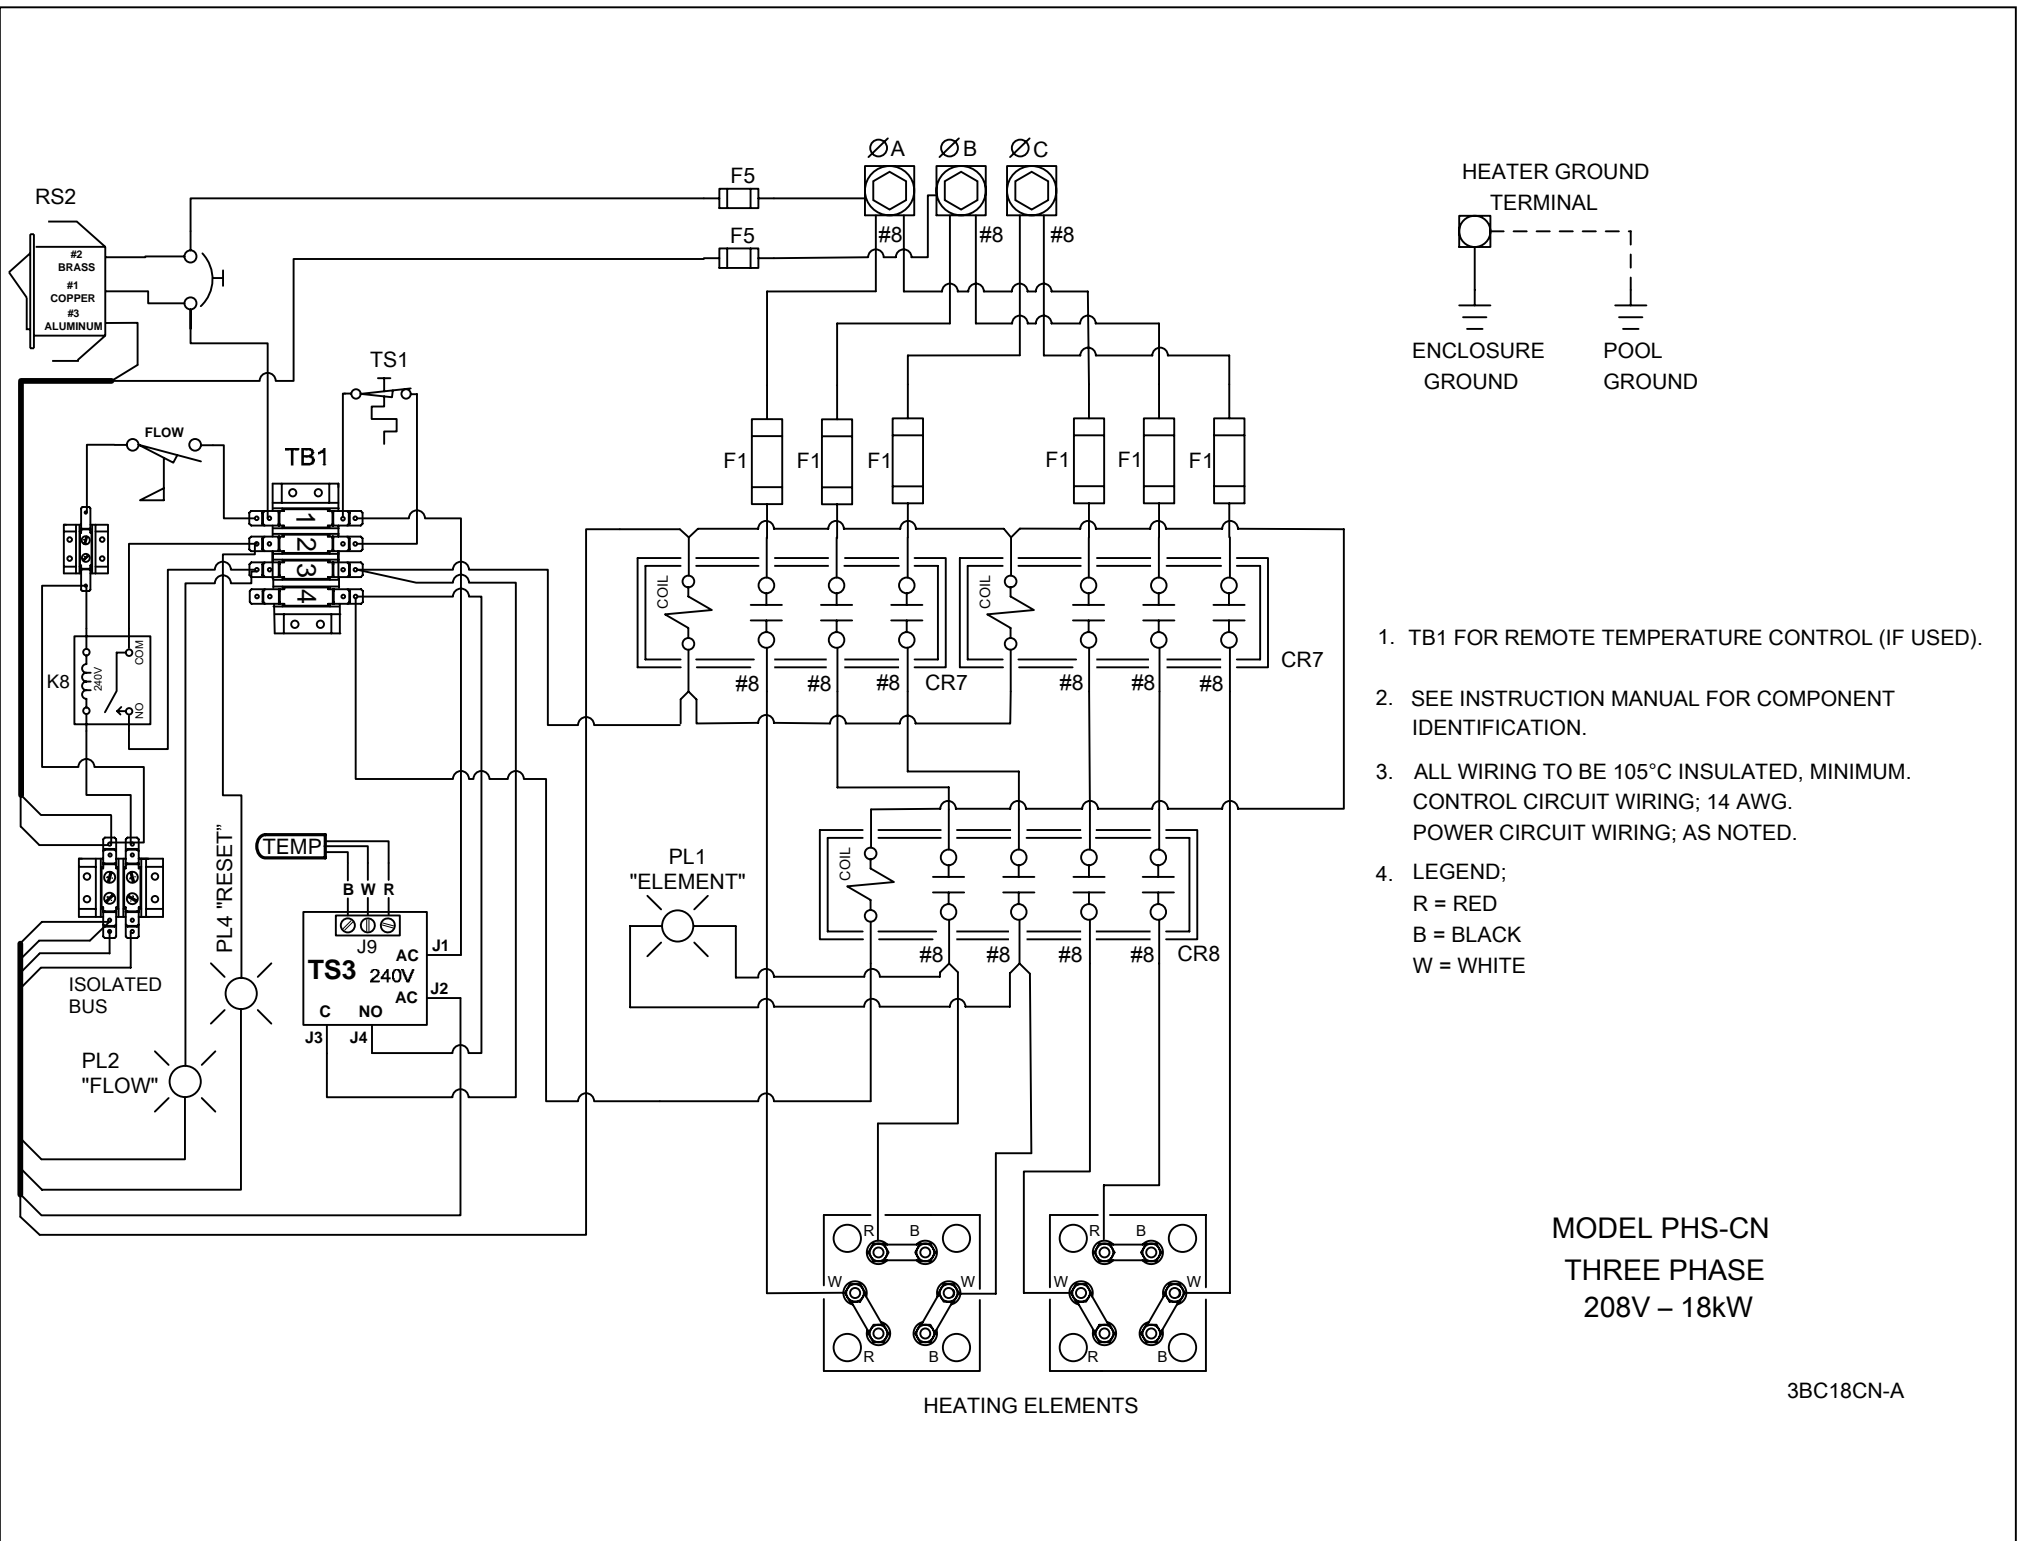 ØA ØB ØC
F5
#8 #8 #8
F5
RS2
#2
BRASS
#1
COPPER
#3
ALUMINUM
HEATER GROUND
TERMINAL
ENCLOSURE
GROUND
POOL
GROUND
TS1
FLOW
TB1
1
2
3
4
F1 F1 F1 F1 F1 F1
COIL
COIL
K8
240V
COM
NO
#8 #8 #8 CR7
#8 #8 #8 CR7
1. TB1 FOR REMOTE TEMPERATURE CONTROL (IF USED).
2. SEE INSTRUCTION MANUAL FOR COMPONENT
IDENTIFICATION.
3. ALL WIRING TO BE 105°C INSULATED, MINIMUM.
CONTROL CIRCUIT WIRING; 14 AWG.
POWER CIRCUIT WIRING; AS NOTED.
4. LEGEND;
R = RED
B = BLACK
W = WHITE
TEMP
B W R
J9
TS3 240V
AC J1
AC J2
C NO
J3 J4
PL4 "RESET"
ISOLATED
BUS
PL2
"FLOW"
PL1
"ELEMENT"
COIL
#8 #8 #8 #8 CR8
R B
W W
R B
R B
W W
R B
HEATING ELEMENTS
MODEL PHS-CN
THREE PHASE
208V – 18kW
3BC18CN-A